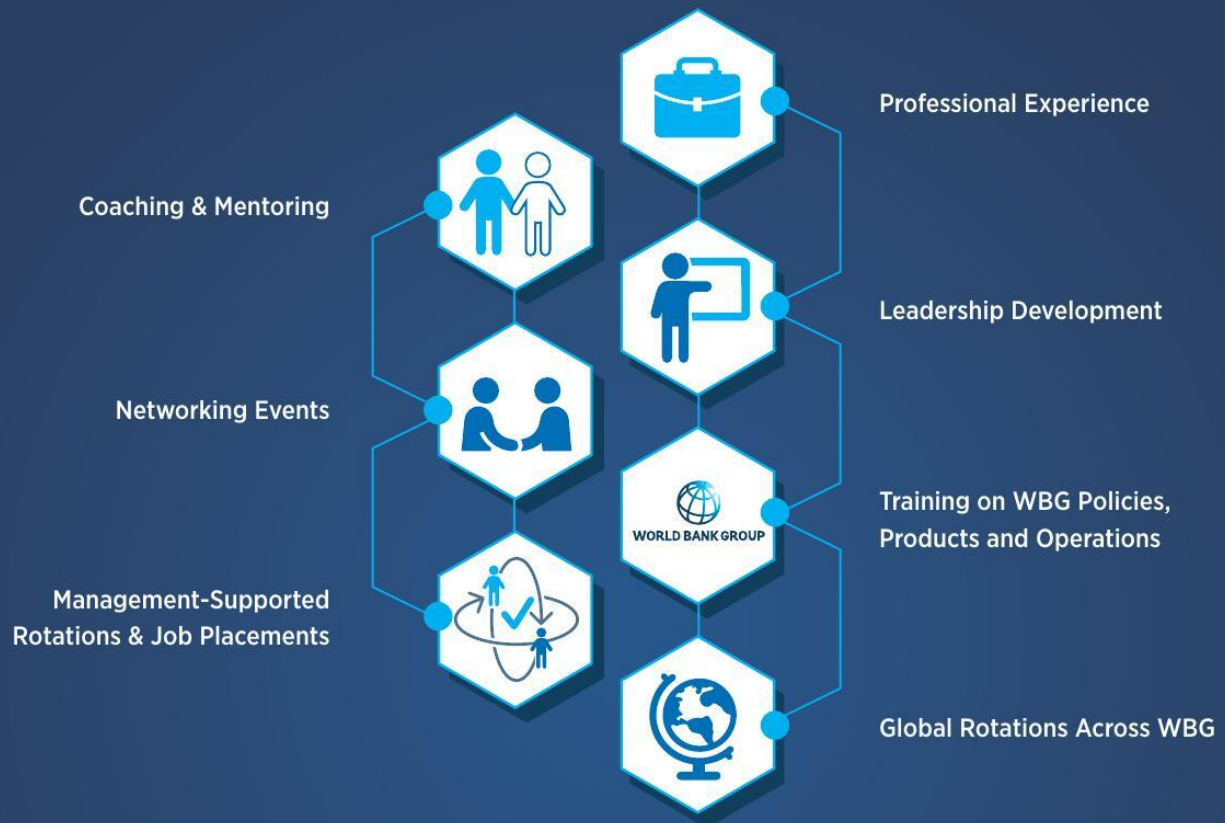 Professional Experience
Coaching & Mentoring
Leadership Development
Networking Events
WORLD BANK GROUP
Training on WBG Policies,
Products and Operations
Management-Supported
Rotations & Job Placements
Global Rotations Across WBG